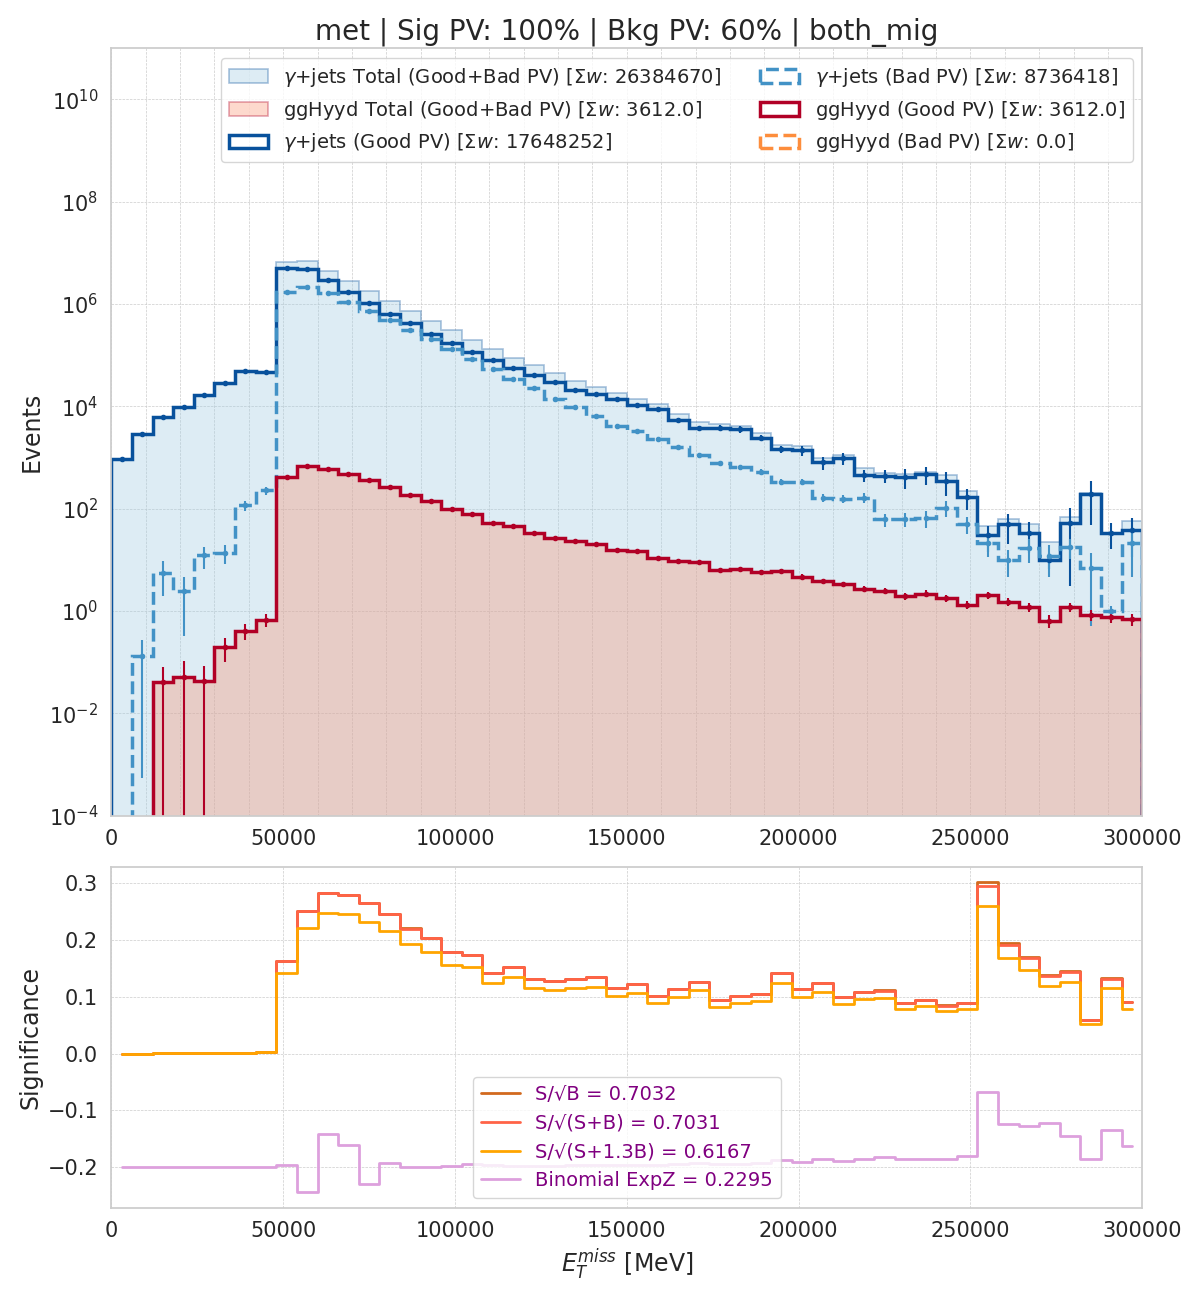 met | Sig PV: 100% | Bkg PV: 60% | both_mig
γ+jets Total (Good+Bad PV) [Σw: 26384670]
ggHyyd Total (Good+Bad PV) [Σw: 3612.0]
γ+jets (Good PV) [Σw: 17648252]
γ+jets (Bad PV) [Σw: 8736418]
ggHyyd (Good PV) [Σw: 3612.0]
ggHyyd (Bad PV) [Σw: 0.0]
Events
10^10
10^8
10^6
10^4
10^2
10^0
10^−2
10^−4
0 50000 100000 150000 200000 250000 300000
Significance
0.3
0.2
0.1
0.0
−0.1
−0.2
S/√B = 0.7032
S/√(S+B) = 0.7031
S/√(S+1.3B) = 0.6167
Binomial ExpZ = 0.2295
0 50000 100000 150000 200000 250000 300000
E_T^miss [MeV]